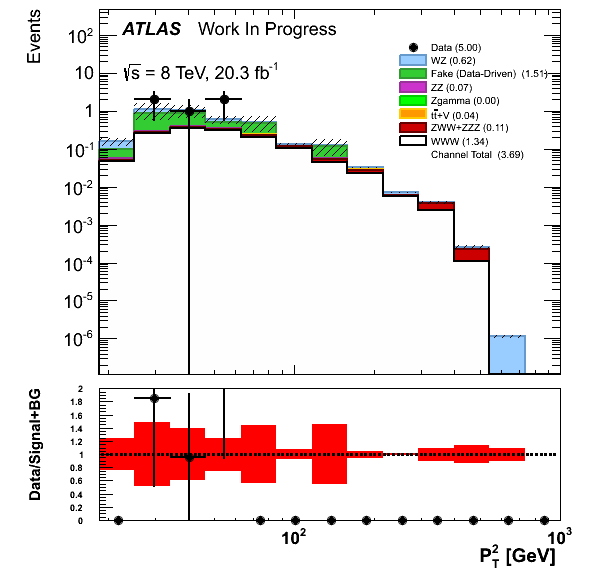 Events
ATLAS Work In Progress
√s = 8 TeV, 20.3 fb⁻¹
Data (5.00)
WZ (0.62)
Fake (Data-Driven) (1.51)
ZZ (0.07)
Zgamma (0.00)
tt̄+V (0.04)
ZWW+ZZZ (0.11)
WWW (1.34)
Channel Total (3.69)
10²
10
1
10⁻¹
10⁻²
10⁻³
10⁻⁴
10⁻⁵
10⁻⁶
Data/Signal+BG
2
1.8
1.6
1.4
1.2
1
0.8
0.6
0.4
0.2
0
10²
10³
P_T² [GeV]